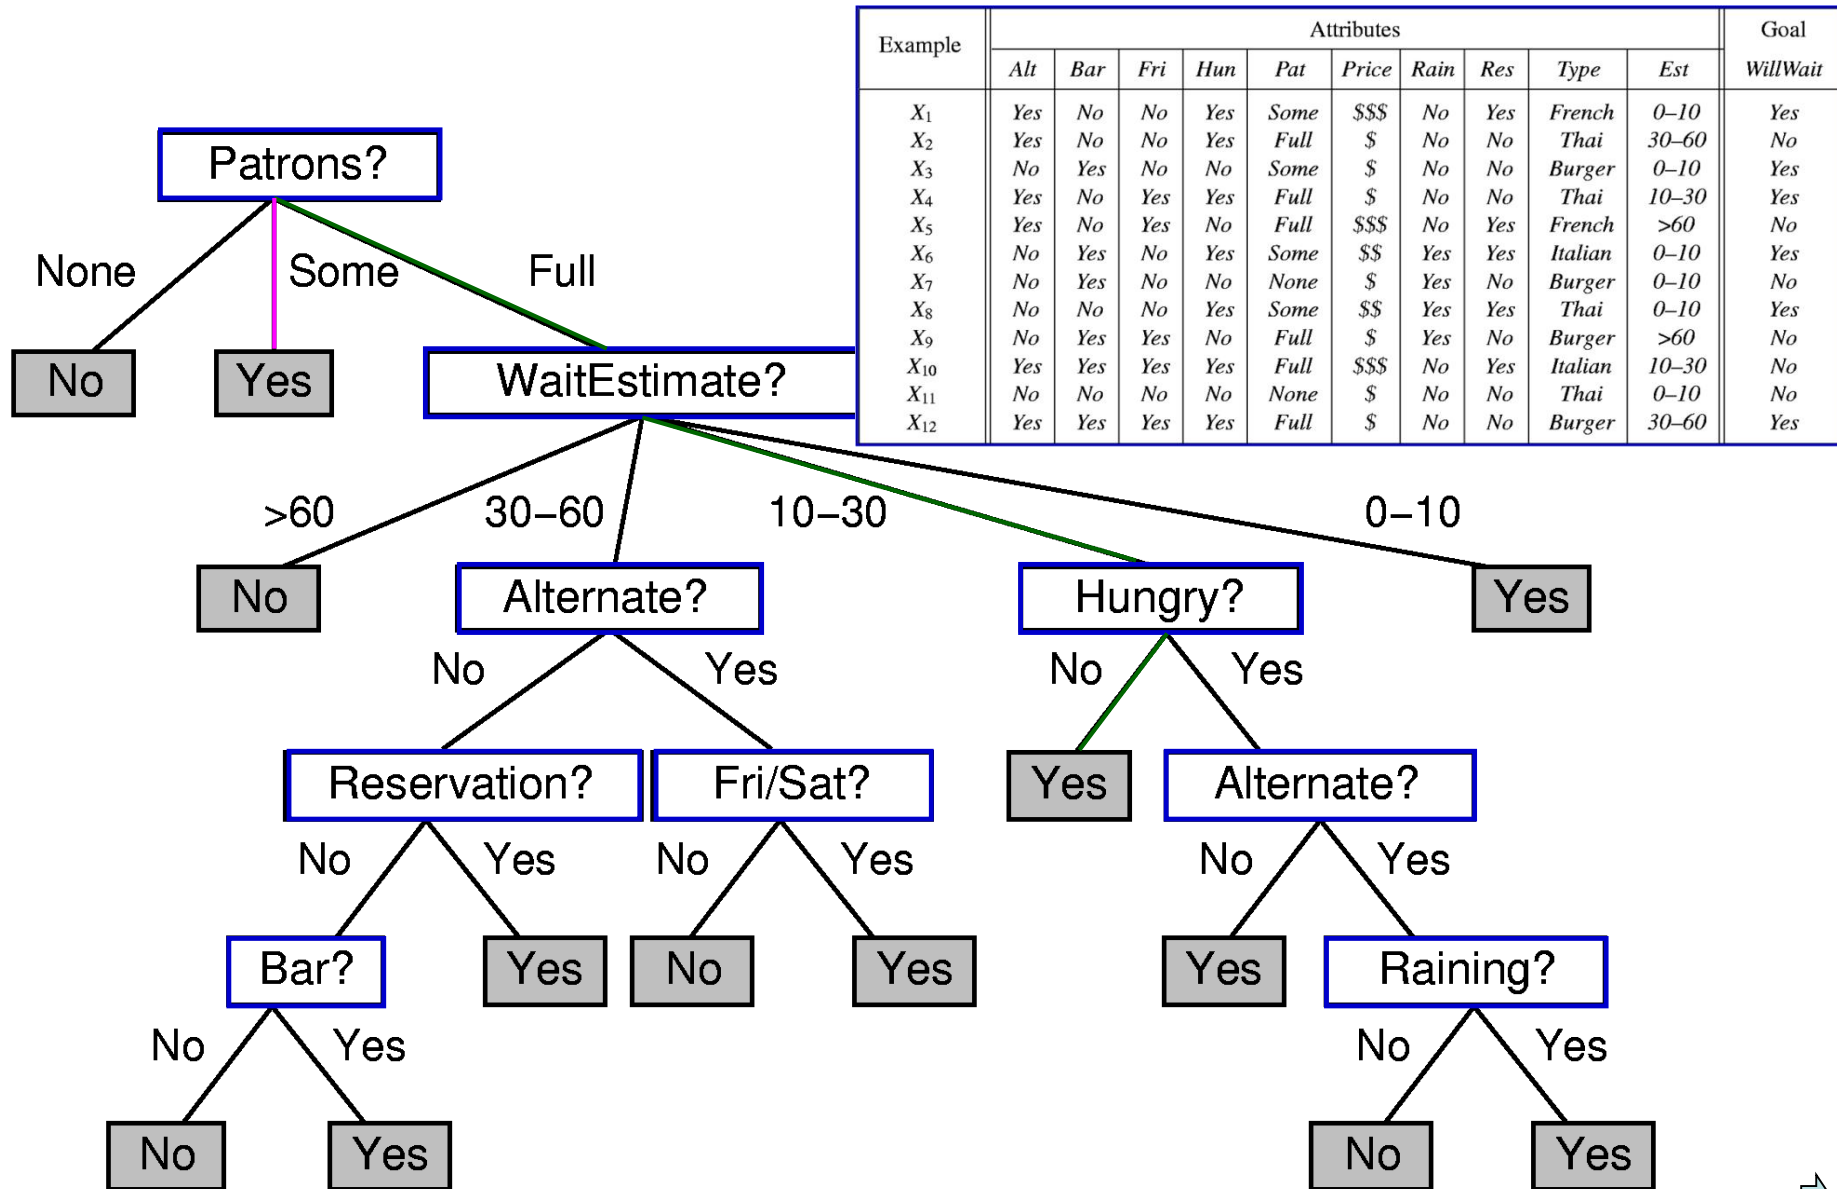 Example Attributes Goal
Alt Bar Fri Hun Pat Price Rain Res Type Est WillWait
X1 Yes No No Yes Some $$$ No Yes French 0–10 Yes
X2 Yes No No Yes Full $ No No Thai 30–60 No
X3 No Yes No No Some $ No No Burger 0–10 Yes
X4 Yes No Yes Yes Full $ No No Thai 10–30 Yes
X5 Yes No Yes No Full $$$ No Yes French >60 No
X6 No Yes No Yes Some $$ Yes Yes Italian 0–10 Yes
X7 No Yes No No None $ Yes No Burger 0–10 No
X8 No No No Yes Some $$ Yes Yes Thai 0–10 Yes
X9 No Yes Yes No Full $ Yes No Burger >60 No
X10 Yes Yes Yes Yes Full $$$ No Yes Italian 10–30 No
X11 No No No No None $ No No Thai 0–10 No
X12 Yes Yes Yes Yes Full $ No No Burger 30–60 Yes
Patrons?
None Some Full
No Yes WaitEstimate?
>60 30–60 10–30 0–10
No Alternate? Hungry? Yes
No Yes No Yes
Reservation? Fri/Sat? Yes Alternate?
No Yes No Yes No Yes
Bar? Yes No Yes Yes Raining?
No Yes No Yes
No Yes No Yes